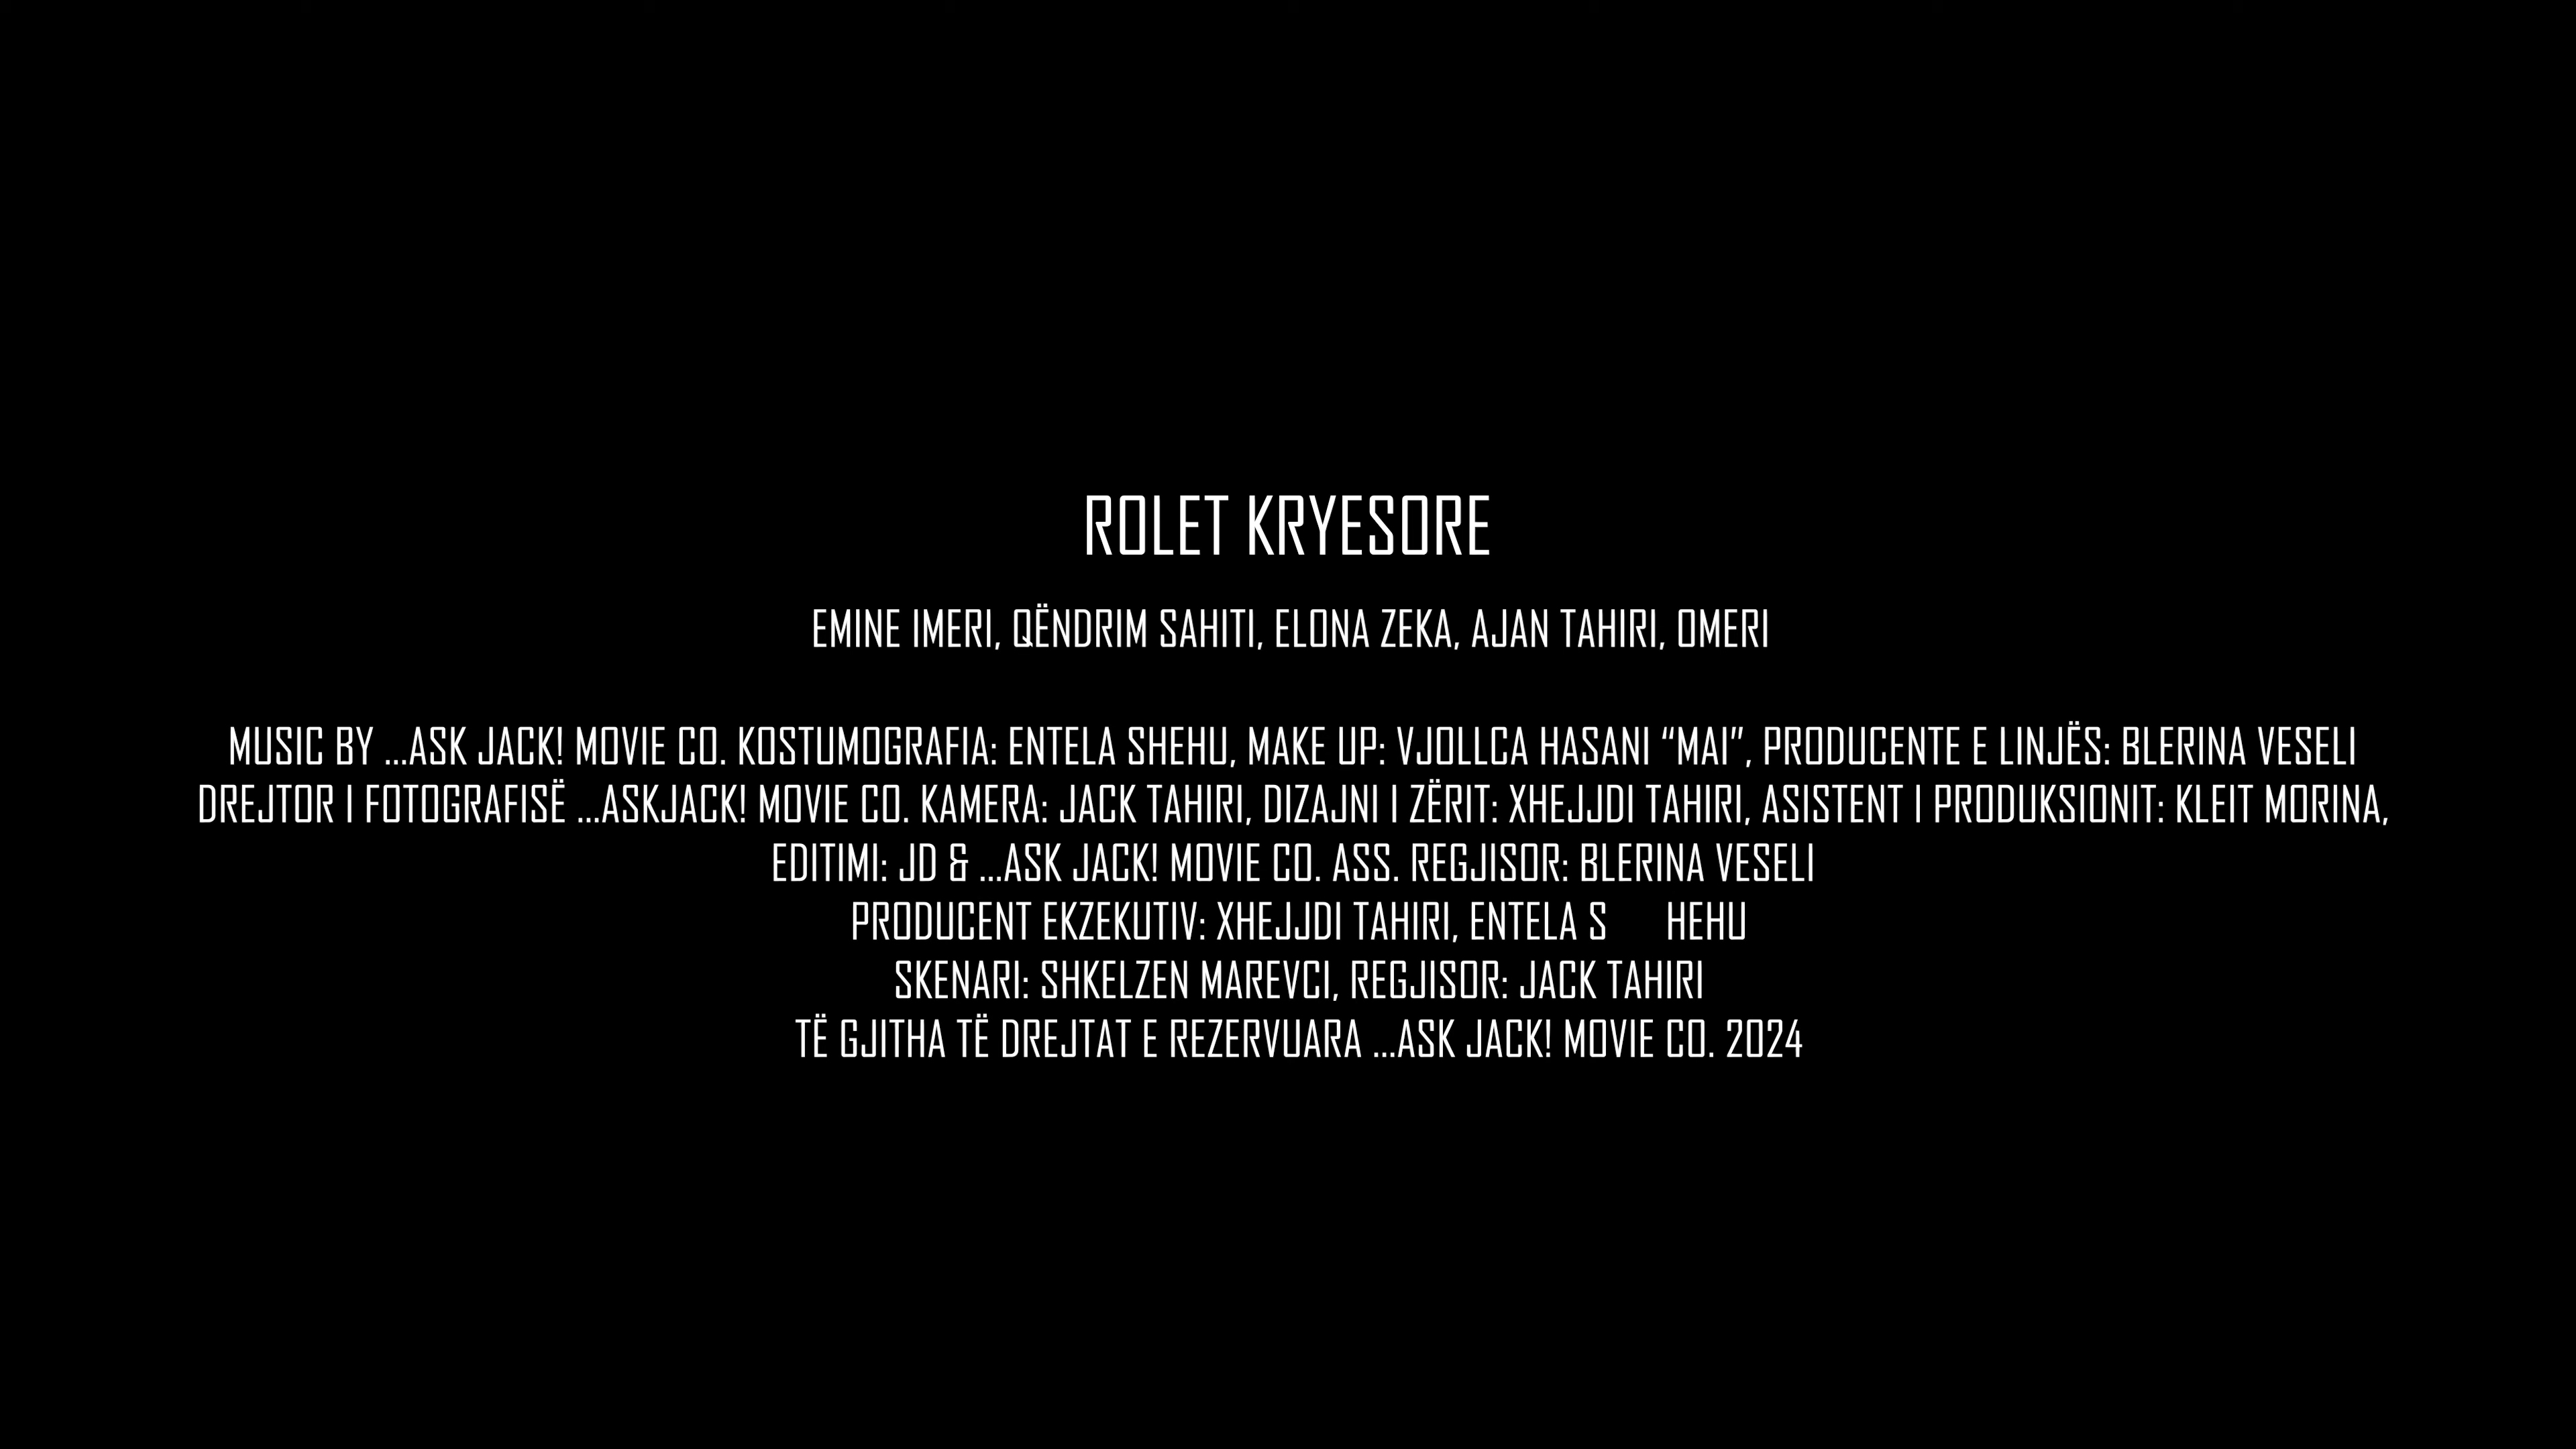 ROLET KRYESORE
EMINE IMERI, QËNDRIM SAHITI, ELONA ZEKA, AJAN TAHIRI, OMERI
MUSIC BY ...ASK JACK! MOVIE CO. KOSTUMOGRAFIA: ENTELA SHEHU, MAKE UP: VJOLLCA HASANI “MAI”, PRODUCENTE E LINJËS: BLERINA VESELI
DREJTOR I FOTOGRAFISË ...ASKJACK! MOVIE CO. KAMERA: JACK TAHIRI, DIZAJNI I ZËRIT: XHEJJDI TAHIRI, ASISTENT I PRODUKSIONIT: KLEIT MORINA,
EDITIMI: JD & ...ASK JACK! MOVIE CO. ASS. REGJISOR: BLERINA VESELI
PRODUCENT EKZEKUTIV: XHEJJDI TAHIRI, ENTELA S HEHU
SKENARI: SHKELZEN MAREVCI, REGJISOR: JACK TAHIRI
TË GJITHA TË DREJTAT E REZERVUARA ...ASK JACK! MOVIE CO. 2024